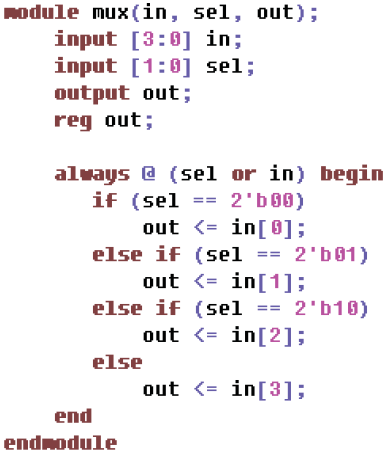 module mux(in, sel, out);
    input [3:0] in;
    input [1:0] sel;
    output out;
    reg out;

    always @ (sel or in) begin
       if (sel == 2'b00)
           out <= in[0];
       else if (sel == 2'b01)
           out <= in[1];
       else if (sel == 2'b10)
           out <= in[2];
       else
           out <= in[3];
    end
endmodule